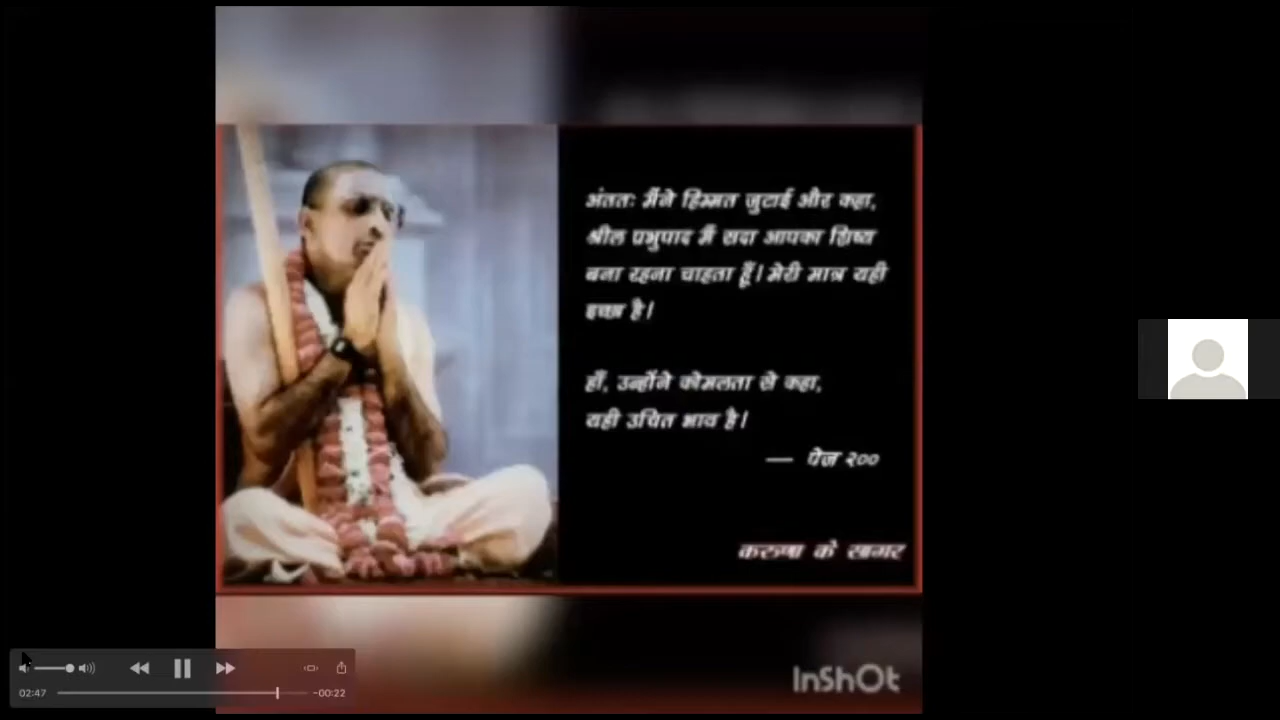 अंततः मैंने हिम्मत जुटाई और कहा,
श्रील प्रभुपाद मैं सदा आपका शिष्य
बना रहना चाहता हूँ। मेरी मात्र यही
इच्छा है।
हाँ, उन्होंने कोमलता से कहा,
यही उचित भाव है।
— पेज २००
करुणा के सागर
InShOt
02:47
-00:22